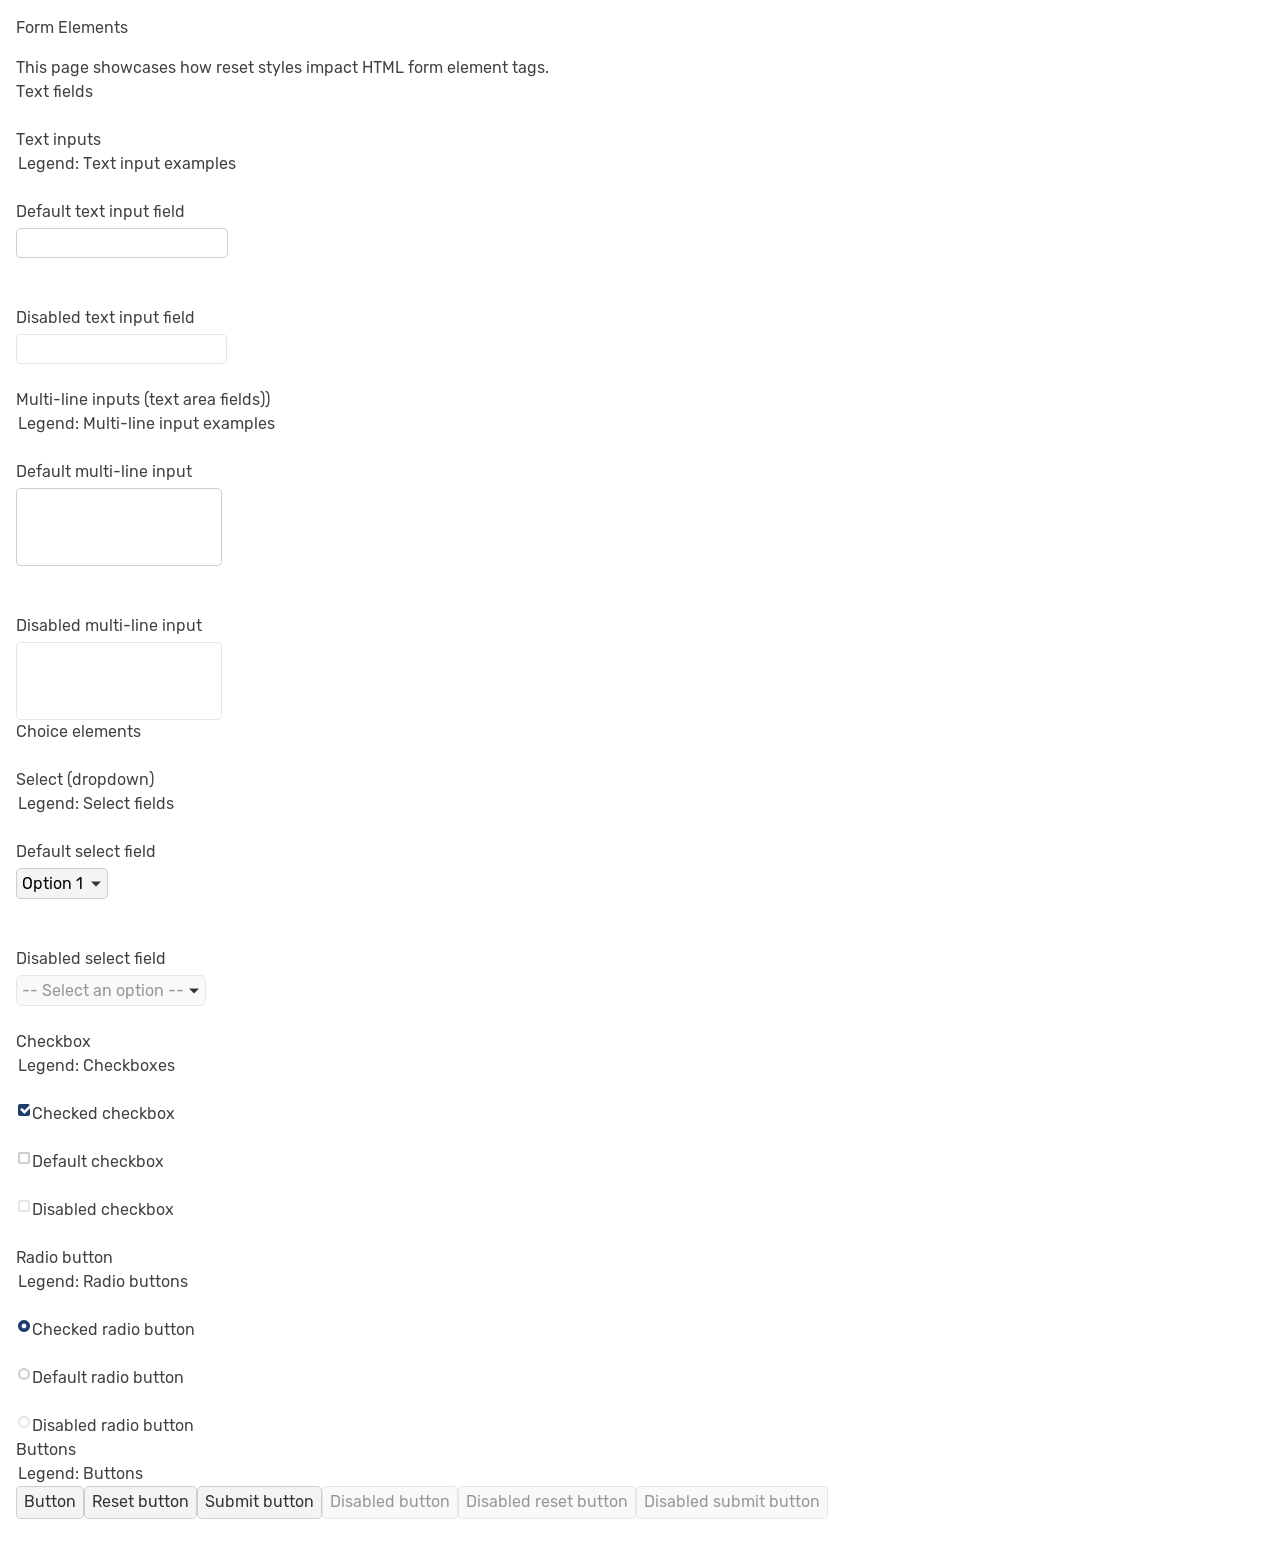 Form Elements
This page showcases how reset styles impact HTML form element tags.
Text fields
Text inputs
Legend: Text input examples
Default text input field
Disabled text input field
Multi-line inputs (text area fields))
Legend: Multi-line input examples
Default multi-line input
Disabled multi-line input
Choice elements
Select (dropdown)
Legend: Select fields
Default select field
Option 1
Disabled select field
-- Select an option --
Checkbox
Legend: Checkboxes
Checked checkbox
Default checkbox
Disabled checkbox
Radio button
Legend: Radio buttons
Checked radio button
Default radio button
Disabled radio button
Buttons
Legend: Buttons
Button Reset button Submit button Disabled button Disabled reset button Disabled submit button